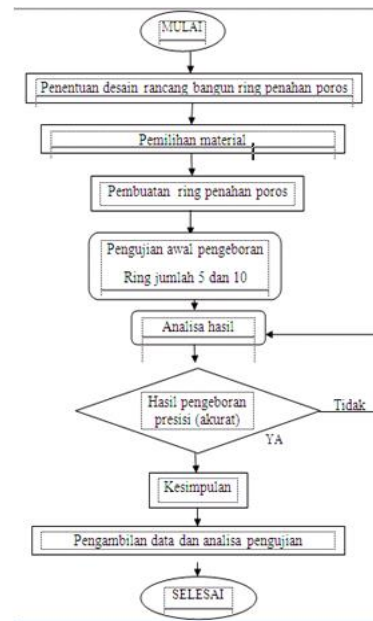 MULAI
Penentuan desain rancang bangun ring penahan poros
Pemilihan material
Pembuatan ring penahan poros
Pengujian awal pengeboran
Ring jumlah 5 dan 10
Analisa hasil
Hasil pengeboran
presisi (akurat)
Tidak
YA
Kesimpulan
Pengambilan data dan analisa pengujian
SELESAI